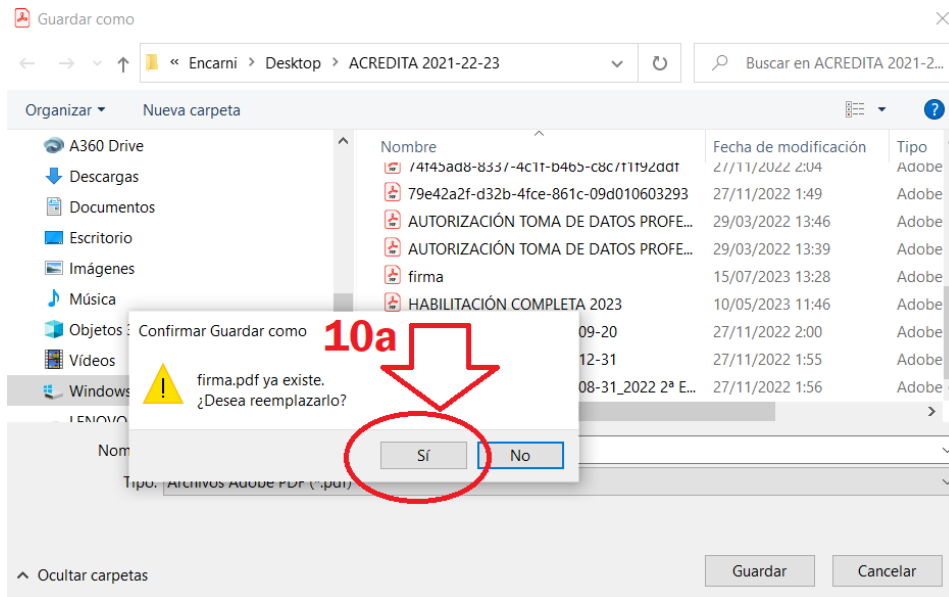 Guardar como
« Encarni > Desktop > ACREDITA 2021-22-23
Buscar en ACREDITA 2021-2...
Organizar
Nueva carpeta
?
A360 Drive
Descargas
Documentos
Escritorio
Imágenes
Música
Objetos 3
Vídeos
Windows
LENOVO
Nombre Fecha de modificación Tipo
74f45ad8-8337-4c1f-b465-c8c7f1f92ddf 27/11/2022 2:04 Adobe
79e42a2f-d32b-4fce-861c-09d010603293 27/11/2022 1:49 Adobe
AUTORIZACIÓN TOMA DE DATOS PROFE... 29/03/2022 13:46 Adobe
AUTORIZACIÓN TOMA DE DATOS PROFE... 29/03/2022 13:39 Adobe
firma 15/07/2023 13:28 Adobe
HABILITACIÓN COMPLETA 2023 10/05/2023 11:46 Adobe
09-20 27/11/2022 2:00 Adobe
12-31 27/11/2022 1:55 Adobe
08-31_2022 2ª E... 27/11/2022 1:56 Adobe
Confirmar Guardar como
10a
firma.pdf ya existe.
¿Desea reemplazarlo?
Sí No
Nom
Tipo: Archivos Adobe PDF (*.pdf)
Ocultar carpetas
Guardar Cancelar